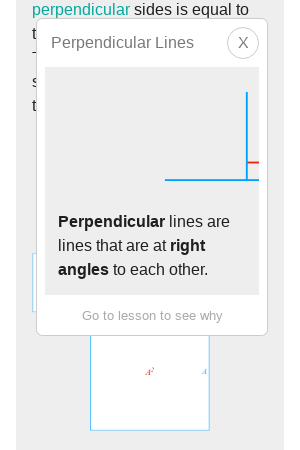 perpendicular sides is equal to
Perpendicular Lines X
Perpendicular lines are
lines that are at right
angles to each other.
Go to lesson to see why
A²
A